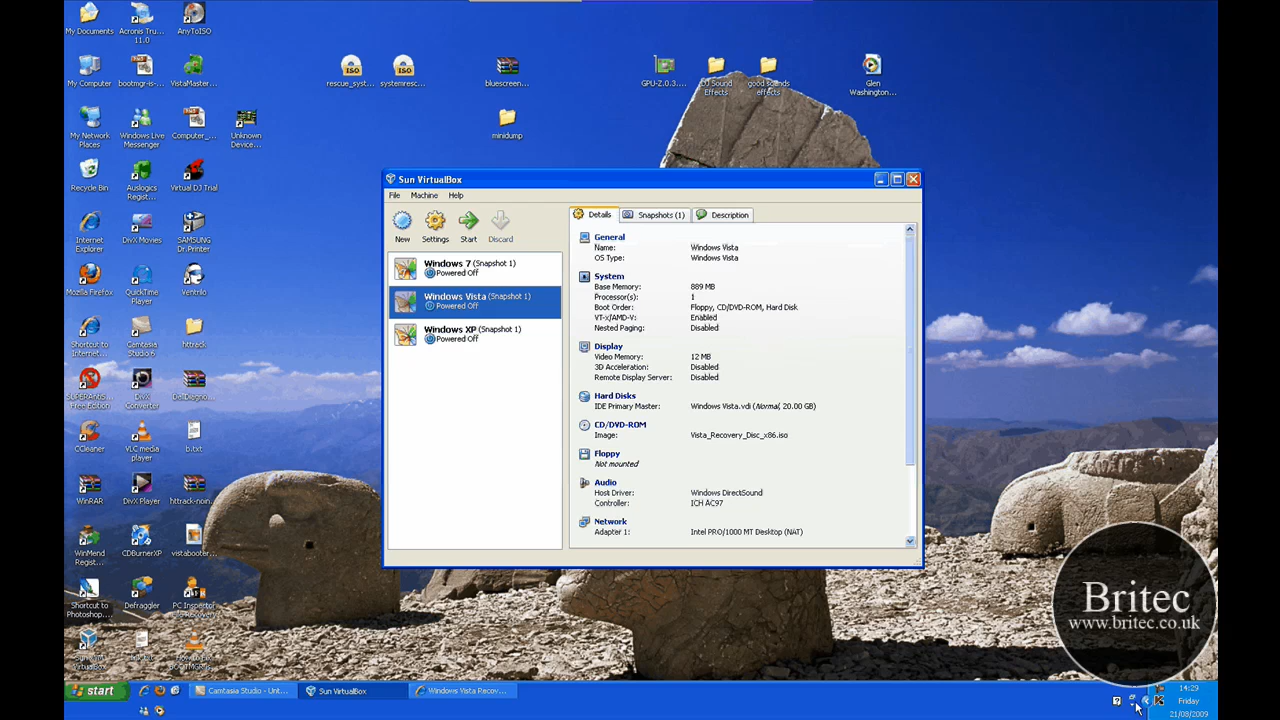 My Documents
Acronis Tru... 11.0
AnyToISO
My Computer
bootmgr-is-...
VistaMaster...
rescue_syst...
systemresc...
bluescreen...
GPU-Z.0.3....
DJ Sound Effects
good sounds effects
Glen Washington...
My Network Places
Windows Live Messenger
Computer_...
Unknown Device...
minidump
Recycle Bin
Auslogics Regist...
Virtual DJ Trial
Internet Explorer
DivX Movies
SAMSUNG Dr.Printer
Mozilla Firefox
QuickTime Player
Ventrilo
Shortcut to Internet...
Camtasia Studio 6
httrack
SUPERAntiS... Free Edition
DivX Converter
CCleaner
VLC media player
b.txt
WinRAR
DivX Player
httrack-noin...
WinMend Regist...
CDBurnerXP
vistabooter...
Shortcut to Photoshop....
Defraggler
PC Inspector
VirtualBox
Sun VirtualBox
File Machine Help
New Settings Start Discard
Windows 7 (Snapshot 1)
Powered Off
Windows Vista (Snapshot 1)
Powered Off
Windows XP (Snapshot 1)
Powered Off
Details Snapshots (1) Description
General
Name: Windows Vista
OS Type: Windows Vista
System
Base Memory: 889 MB
Processor(s): 1
Boot Order: Floppy, CD/DVD-ROM, Hard Disk
VT-x/AMD-V: Enabled
Nested Paging: Disabled
Display
Video Memory: 12 MB
3D Acceleration: Disabled
Remote Display Server: Disabled
Hard Disks
IDE Primary Master: Windows Vista.vdi (Normal, 20.00 GB)
CD/DVD-ROM
Image: Vista_Recovery_Disc_x86.iso
Floppy
Not mounted
Audio
Host Driver: Windows DirectSound
Controller: ICH AC97
Network
Adapter 1: Intel PRO/1000 MT Desktop (NAT)
Britec
www.britec.co.uk
start
Camtasia Studio - Unt...
Sun VirtualBox
Windows Vista Recov...
14:29
Friday
21/08/2009